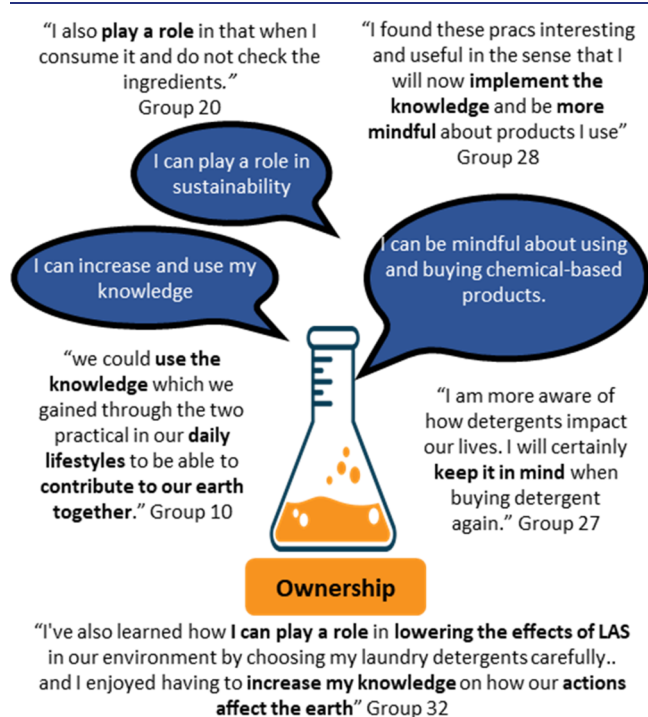 “I also play a role in that when I
consume it and do not check the
ingredients.”
Group 20
“I found these pracs interesting
and useful in the sense that I
will now implement the
knowledge and be more
mindful about products I use”
Group 28
I can play a role in
sustainability
I can increase and use my
knowledge
I can be mindful about using
and buying chemical-based
products.
“we could use the
knowledge which we
gained through the two
practical in our daily
lifestyles to be able to
contribute to our earth
together.” Group 10
“I am more aware of
how detergents impact
our lives. I will certainly
keep it in mind when
buying detergent
again.” Group 27
Ownership
“I've also learned how I can play a role in lowering the effects of LAS
in our environment by choosing my laundry detergents carefully..
and I enjoyed having to increase my knowledge on how our actions
affect the earth” Group 32